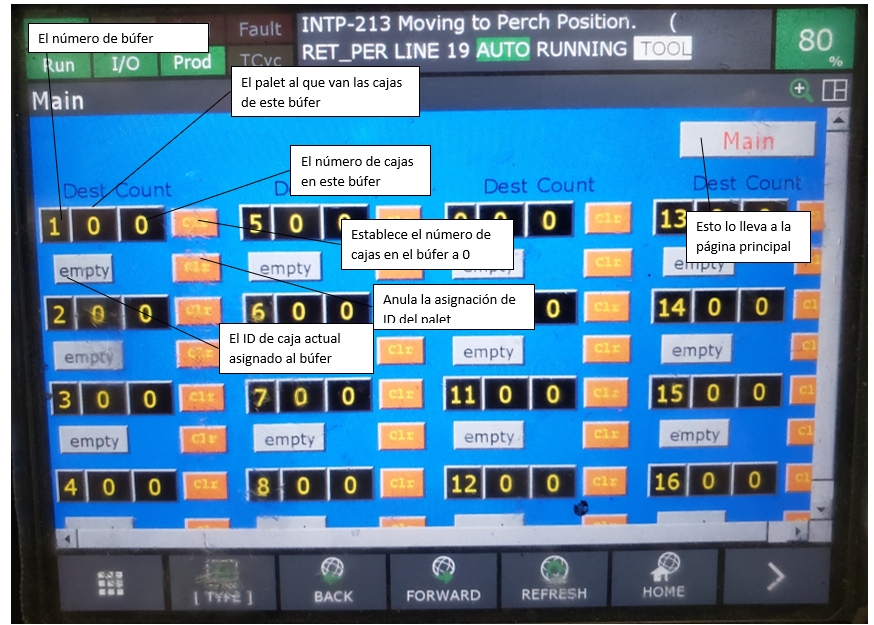 El número de búfer
Fault
INTP-213 Moving to Perch Position. (
RET_PER LINE 19 AUTO RUNNING TOOL
80
%
Run
I/O
Prod
TCyc
Main
El palet al que van las cajas
de este búfer
Main
El número de cajas
en este búfer
Dest Count
Dest Count
Dest Count
1 0 0 Clr
5 0 0
0 Clr
13
Establece el número de
cajas en el búfer a 0
Esto lo lleva a la
página principal
empty Clr
empty
empty Clr
empty
Anula la asignación de
ID del palet
2 0 0
6 0 0
0 Clr
14 0 0
El ID de caja actual
asignado al búfer
empty
Clr
empty Clr
empty
3 0 0 Clr
7 0 0 Clr
11 0 0 Clr
15 0 0
empty Clr
empty Clr
empty Clr
empty
4 0 0 Clr
8 0 0 Clr
12 0 0 Clr
16 0 0
[ TYPE ]
BACK
FORWARD
REFRESH
HOME